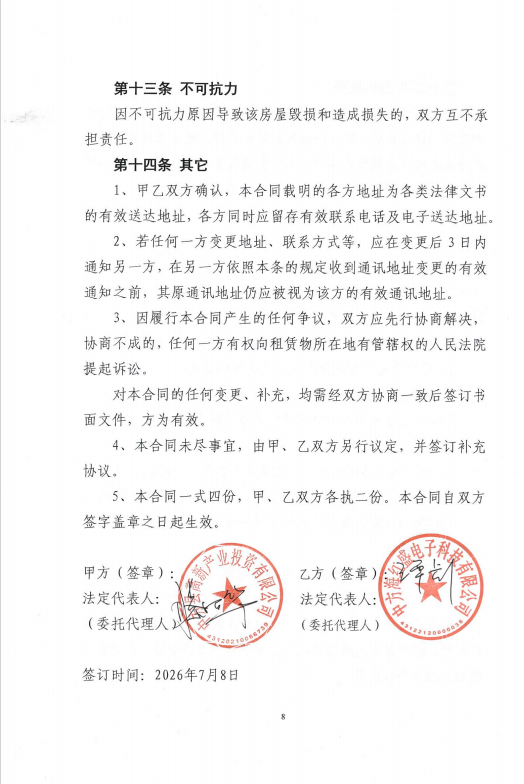 第十三条 不可抗力
因不可抗力原因导致该房屋毁损和造成损失的，双方互不承
担责任。
第十四条 其它
1、甲乙双方确认，本合同载明的各方地址为各类法律文书
的有效送达地址，各方同时应留存有效联系电话及电子送达地址。
2、若任何一方变更地址、联系方式等，应在变更后 3 日内
通知另一方，在另一方依照本条的规定收到通讯地址变更的有效
通知之前，其原通讯地址仍应被视为该方的有效通讯地址。
3、因履行本合同产生的任何争议，双方应先行协商解决，
协商不成的，任何一方有权向租赁物所在地有管辖权的人民法院
提起诉讼。
对本合同的任何变更、补充，均需经双方协商一致后签订书
面文件，方为有效。
4、本合同未尽事宜，由甲、乙双方另行议定，并签订补充
协议。
5、本合同一式四份，甲、乙双方各执二份。本合同自双方
签字盖章之日起生效。
甲方（签章）：
法定代表人：
（委托代理人）
高新产业投资有限公司
乙方（签章）：
法定代表人：
（委托代理人）
盛电子科技有限公司
签订时间：2026年7月8日
8